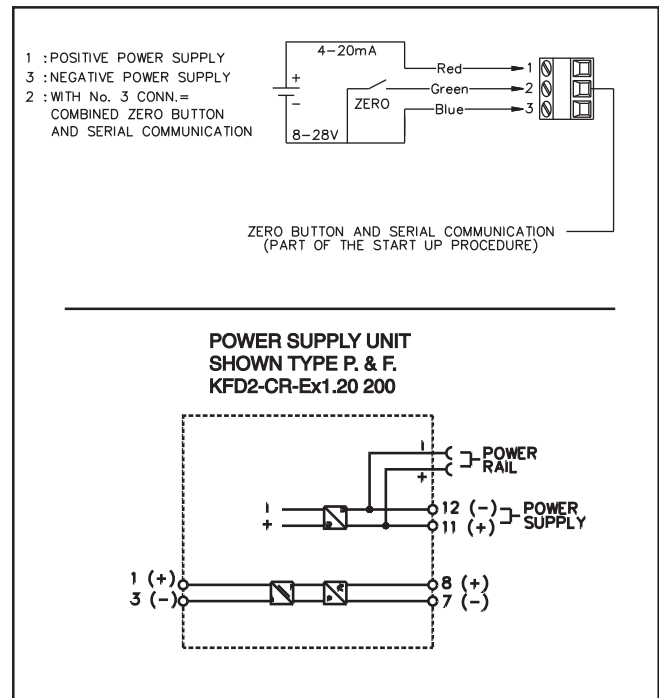 1 :POSITIVE POWER SUPPLY
3 :NEGATIVE POWER SUPPLY
2 :WITH No. 3 CONN.=
COMBINED ZERO BUTTON
AND SERIAL COMMUNICATION
4–20mA
+
–
8–28V
ZERO
Red
1
Green
2
Blue
3
ZERO BUTTON AND SERIAL COMMUNICATION
(PART OF THE START UP PROCEDURE)
POWER SUPPLY UNIT
SHOWN TYPE P. & F.
KFD2-CR-Ex1.20 200
I
+
POWER
RAIL
I
+
12 (–)
11 (+)
POWER
SUPPLY
1 (+)
3 (–)
8 (+)
7 (–)